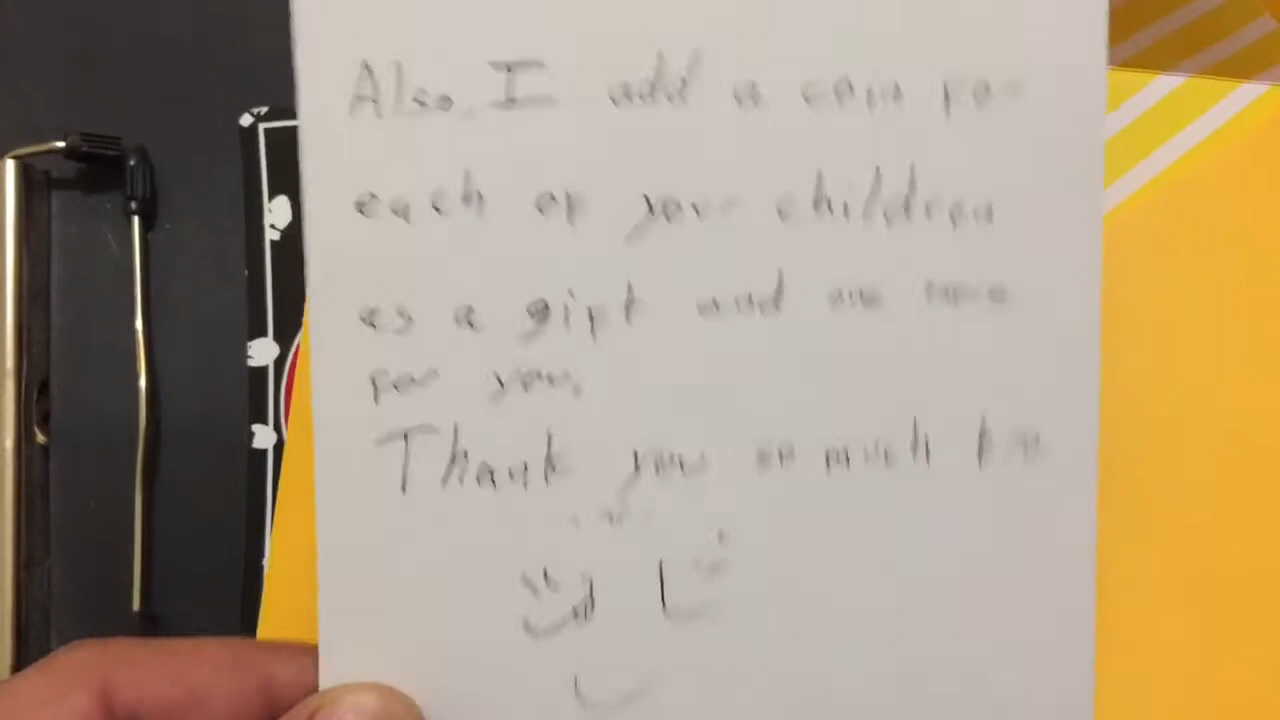 Also, I add a coin for
each of your children
as a gift and one more
for you.
Thank you so much